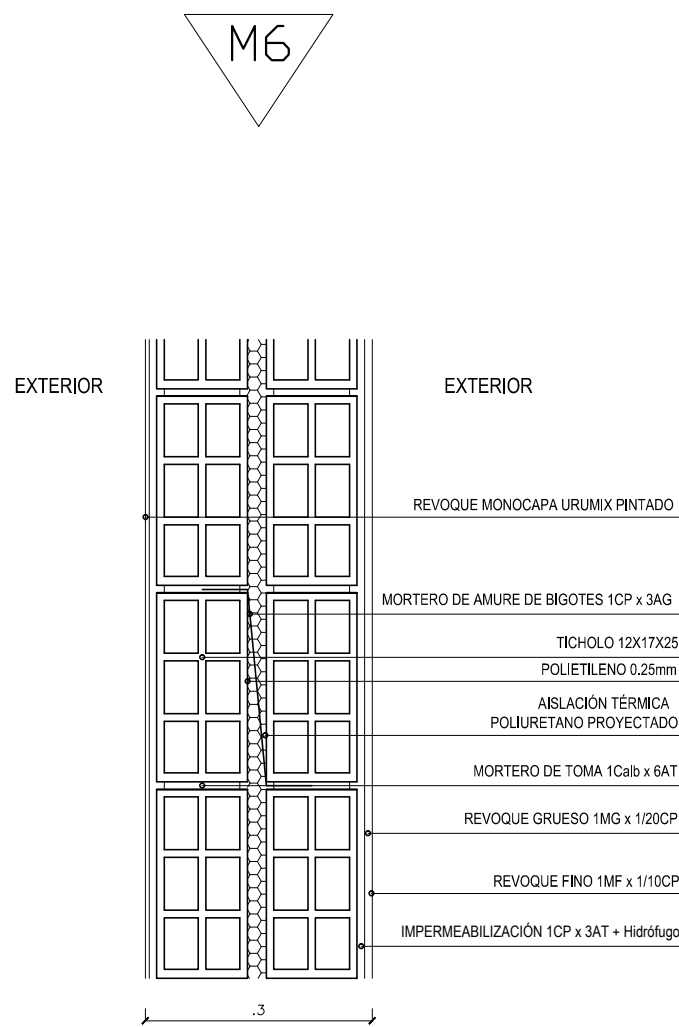 M6
EXTERIOR
EXTERIOR
REVOQUE MONOCAPA URUMIX PINTADO
MORTERO DE AMURE DE BIGOTES 1CP x 3AG
TICHOLO 12X17X25
POLIETILENO 0.25mm
AISLACIÓN TÉRMICA
POLIURETANO PROYECTADO
MORTERO DE TOMA 1Calb x 6AT
REVOQUE GRUESO 1MG x 1/20CP
REVOQUE FINO 1MF x 1/10CP
IMPERMEABILIZACIÓN 1CP x 3AT + Hidrófugo
.3